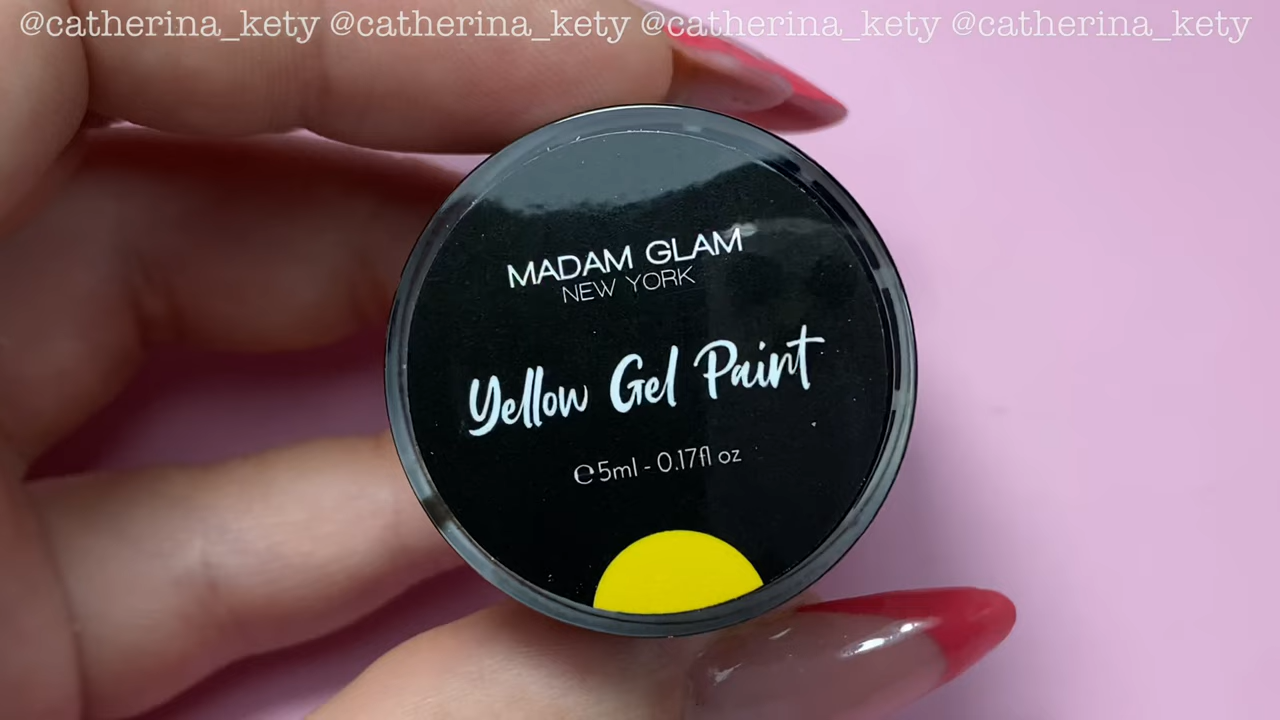 @catherina_kety @catherina_kety @catherina_kety @catherina_kety
MADAM GLAM
NEW YORK
Yellow Gel Paint
℮5ml - 0.17fl oz